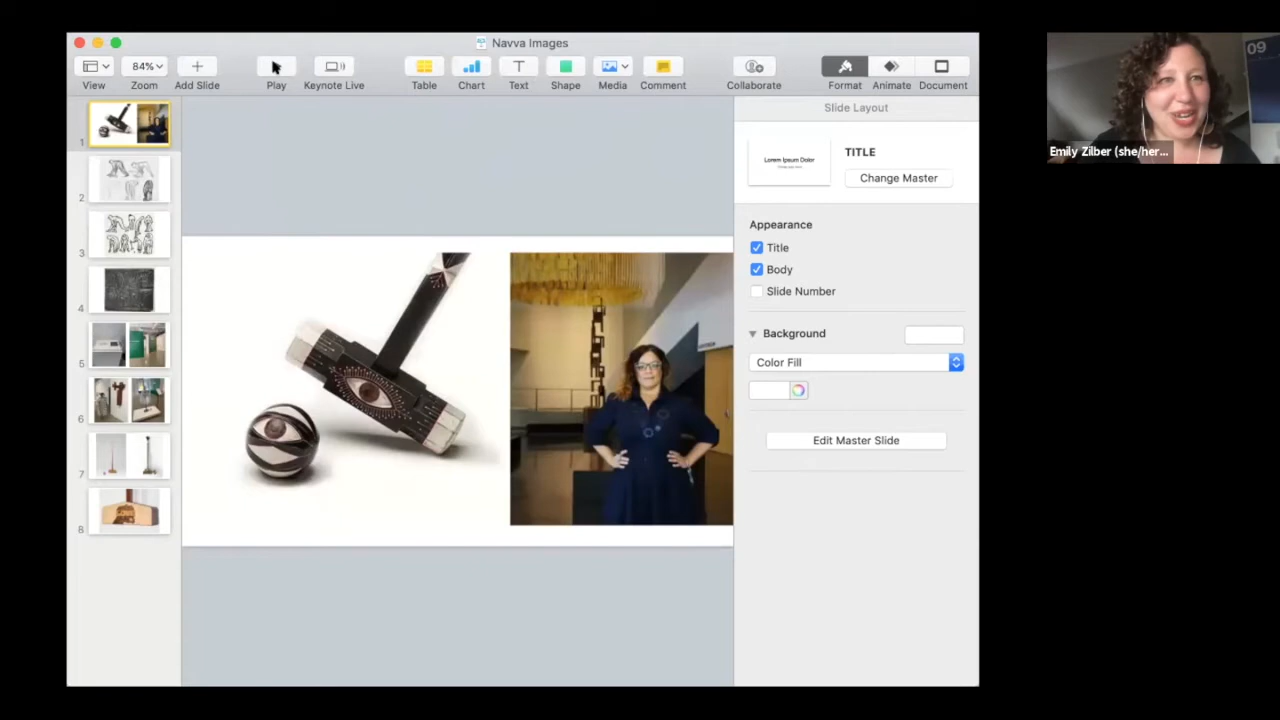 Navva Images
84%
View
Zoom
Add Slide
Play
Keynote Live
Table
Chart
Text
Shape
Media
Comment
Collaborate
Format
Animate
Document
Slide Layout
Lorem Ipsum Dolor
TITLE
Change Master
Appearance
Title
Body
Slide Number
Background
Color Fill
Edit Master Slide
1
2
3
4
5
6
7
8
09
Emily Zilber (she/her...